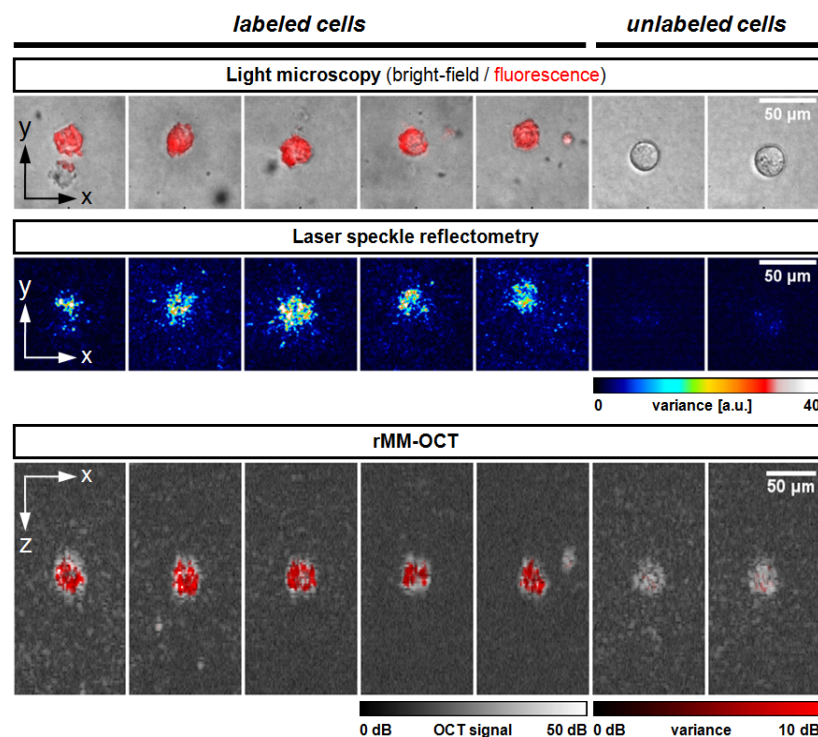 labeled cells unlabeled cells
Light microscopy (bright-field / fluorescence)
y
x
50 µm
Laser speckle reflectometry
y
x
50 µm
0 variance [a.u.] 40
rMM-OCT
x
z
50 µm
0 dB OCT signal 50 dB 0 dB variance 10 dB